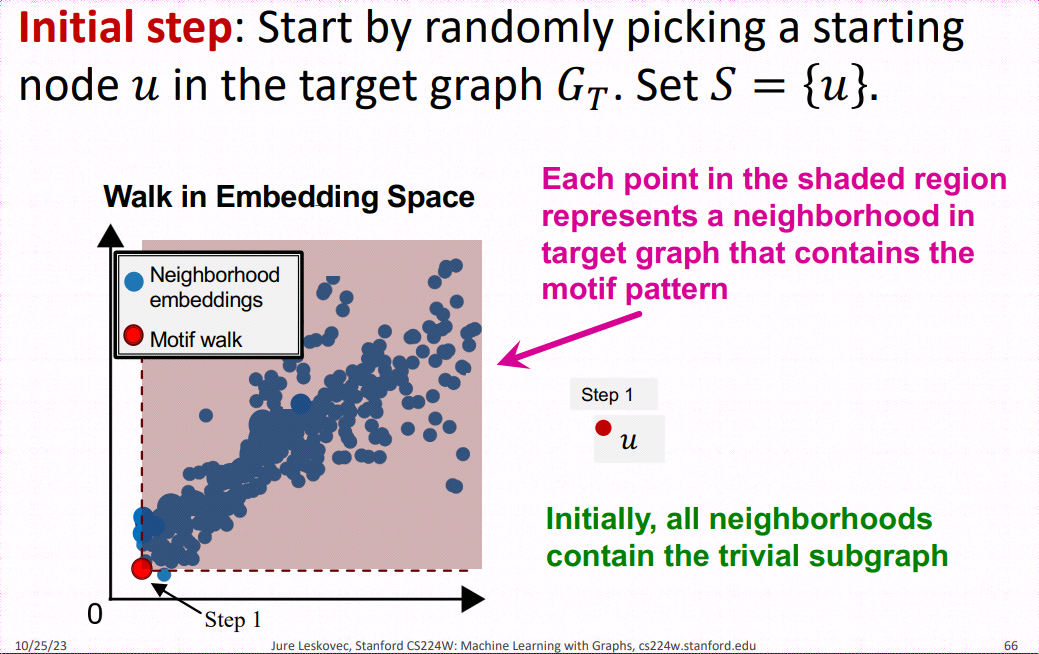 Initial step: Start by randomly picking a starting
node 𝑢 in the target graph 𝐺𝑇. Set 𝑆 = {𝑢}.
Walk in Embedding Space
Neighborhood
embeddings
Motif walk
0
Step 1
Each point in the shaded region
represents a neighborhood in
target graph that contains the
motif pattern
Step 1
𝑢
Initially, all neighborhoods
contain the trivial subgraph
10/25/23
Jure Leskovec, Stanford CS224W: Machine Learning with Graphs, cs224w.stanford.edu
66